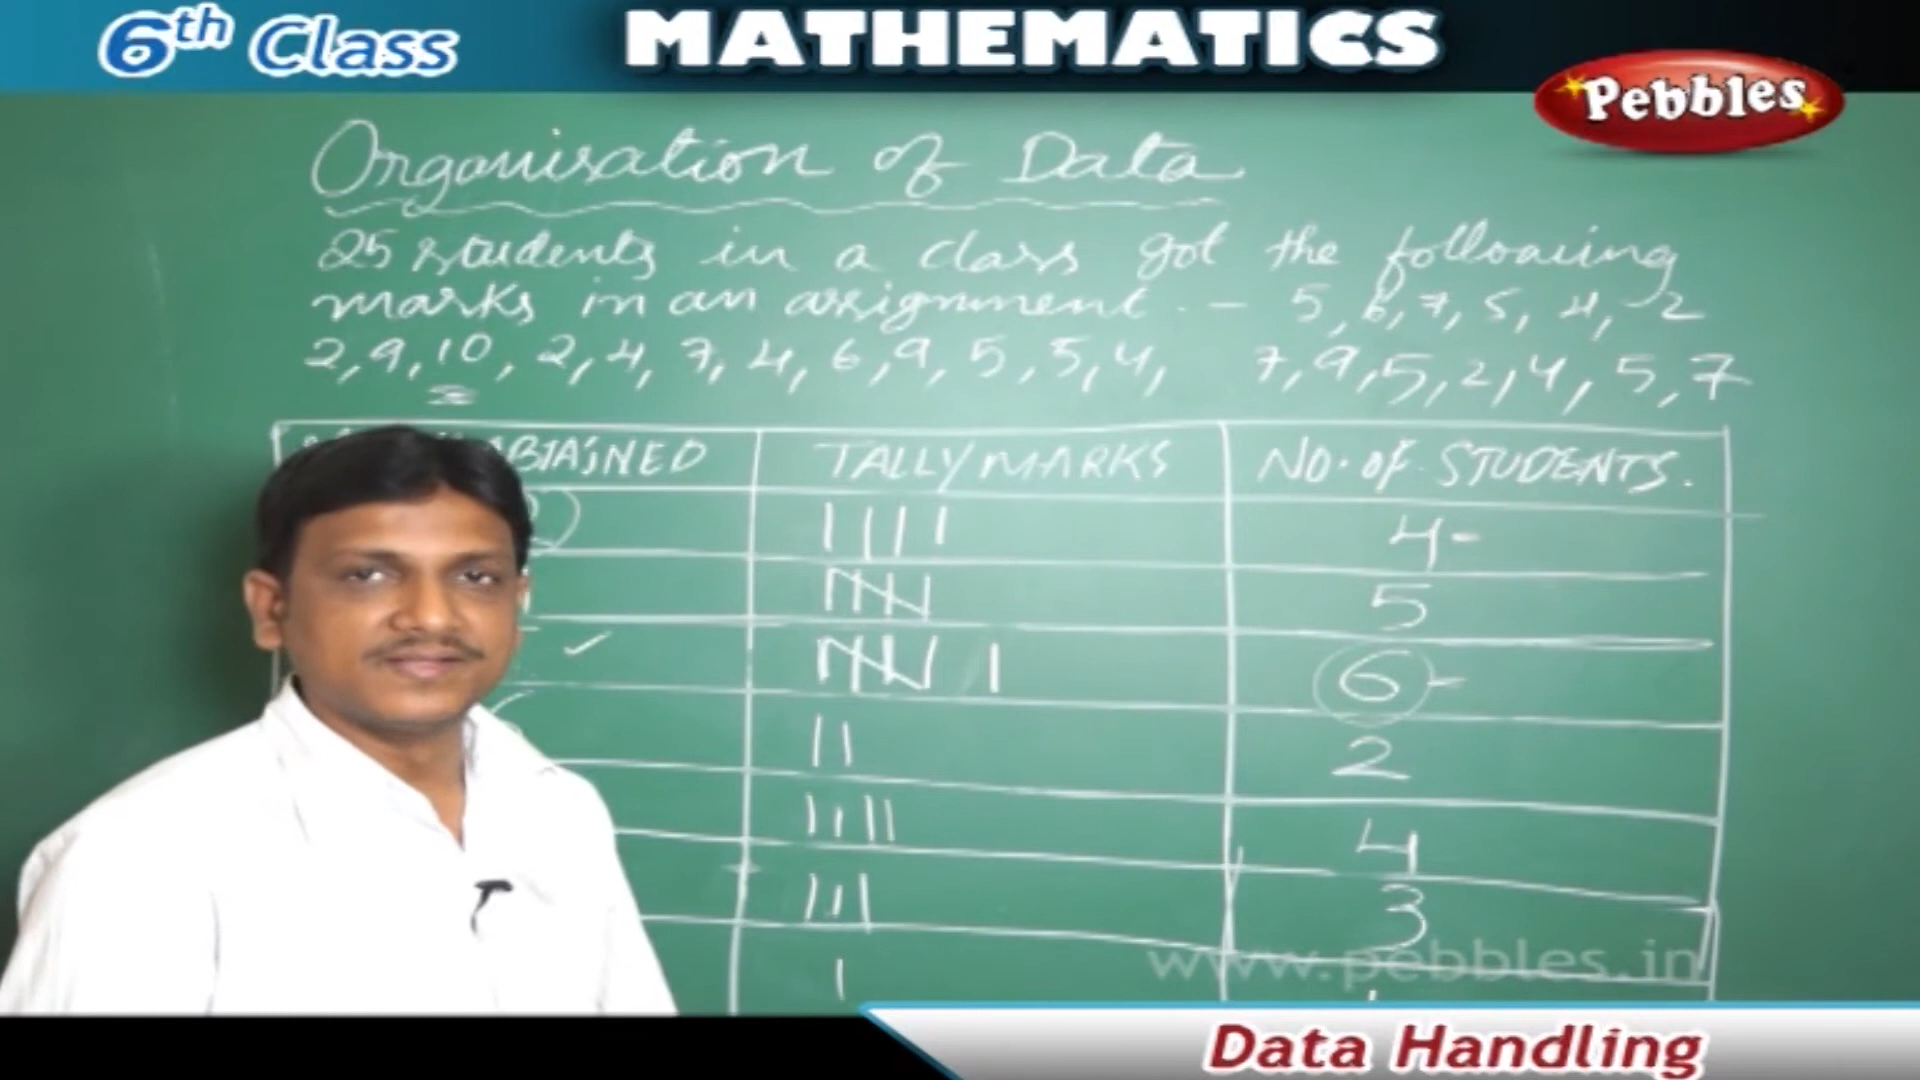 6th Class MATHEMATICS
Pebbles
Organisation of Data
25 students in a class got the following
marks in an assignment. - 5, 6, 7, 5, 4, 2
2, 9, 10, 2, 4, 7, 4, 6, 9, 5, 5, 4, 7, 9, 5, 2, 4, 5, 7
TALLY MARKS NO. of. STUDENTS.
|||| 4
5
6
|| 2
|||| 4
||| 3
|
www.pebbles.in
Data Handling